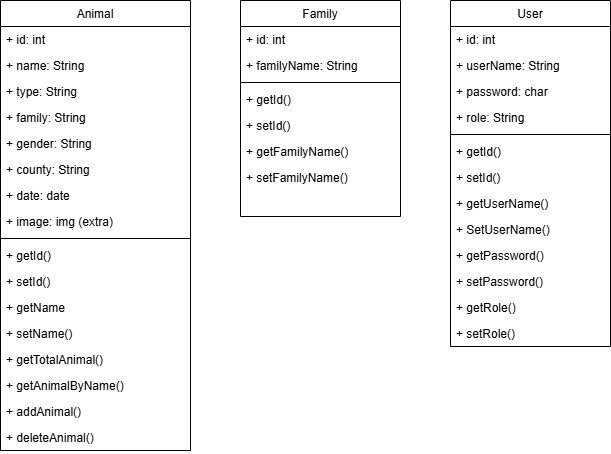 Animal
+ id: int
+ name: String
+ type: String
+ family: String
+ gender: String
+ county: String
+ date: date
+ image: img (extra)
+ getId()
+ setId()
+ getName
+ setName()
+ getTotalAnimal()
+ getAnimalByName()
+ addAnimal()
+ deleteAnimal()
Family
+ id: int
+ familyName: String
+ getId()
+ setId()
+ getFamilyName()
+ setFamilyName()
User
+ id: int
+ userName: String
+ password: char
+ role: String
+ getId()
+ setId()
+ getUserName()
+ SetUserName()
+ getPassword()
+ setPassword()
+ getRole()
+ setRole()